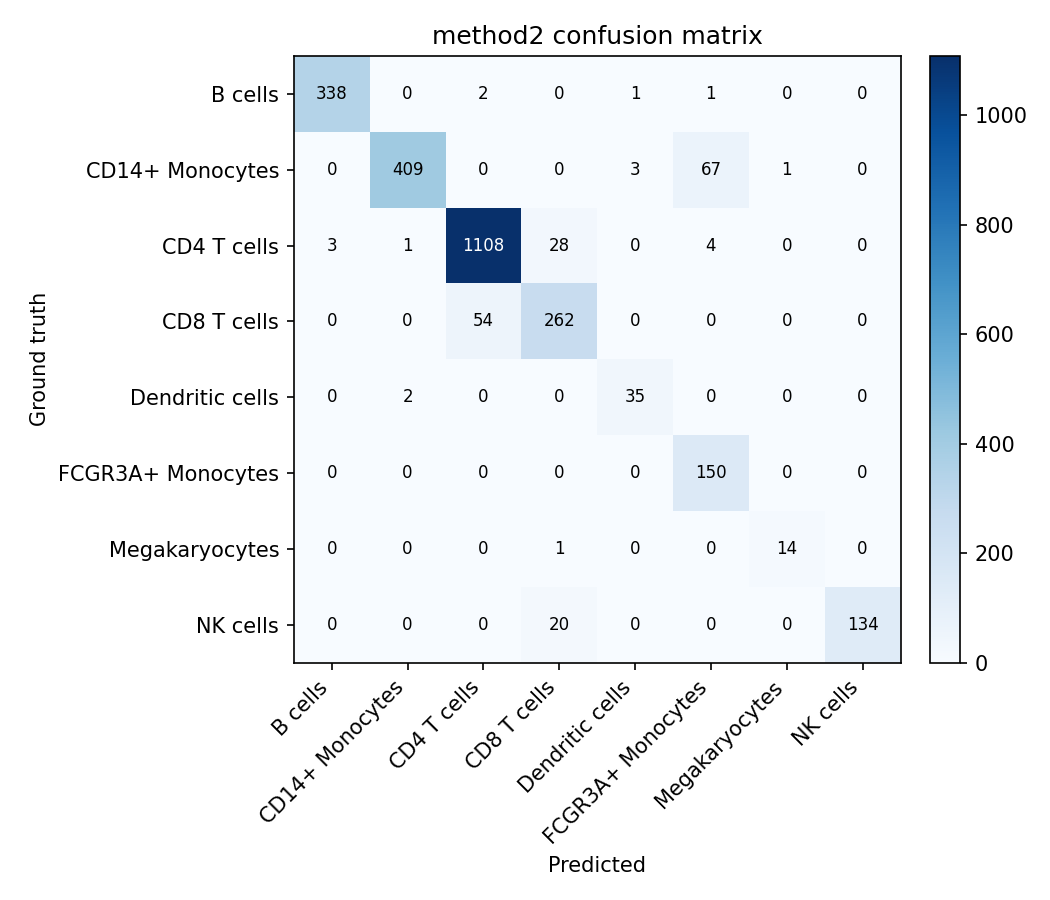 method2 confusion matrix
B cells 338 0 2 0 1 1 0 0
CD14+ Monocytes 0 409 0 0 3 67 1 0
CD4 T cells 3 1 1108 28 0 4 0 0
CD8 T cells 0 0 54 262 0 0 0 0
Dendritic cells 0 2 0 0 35 0 0 0
FCGR3A+ Monocytes 0 0 0 0 0 150 0 0
Megakaryocytes 0 0 0 1 0 0 14 0
NK cells 0 0 0 20 0 0 0 134
Ground truth
B cells
CD14+ Monocytes
CD4 T cells
CD8 T cells
Dendritic cells
FCGR3A+ Monocytes
Megakaryocytes
NK cells
Predicted
1000
800
600
400
200
0